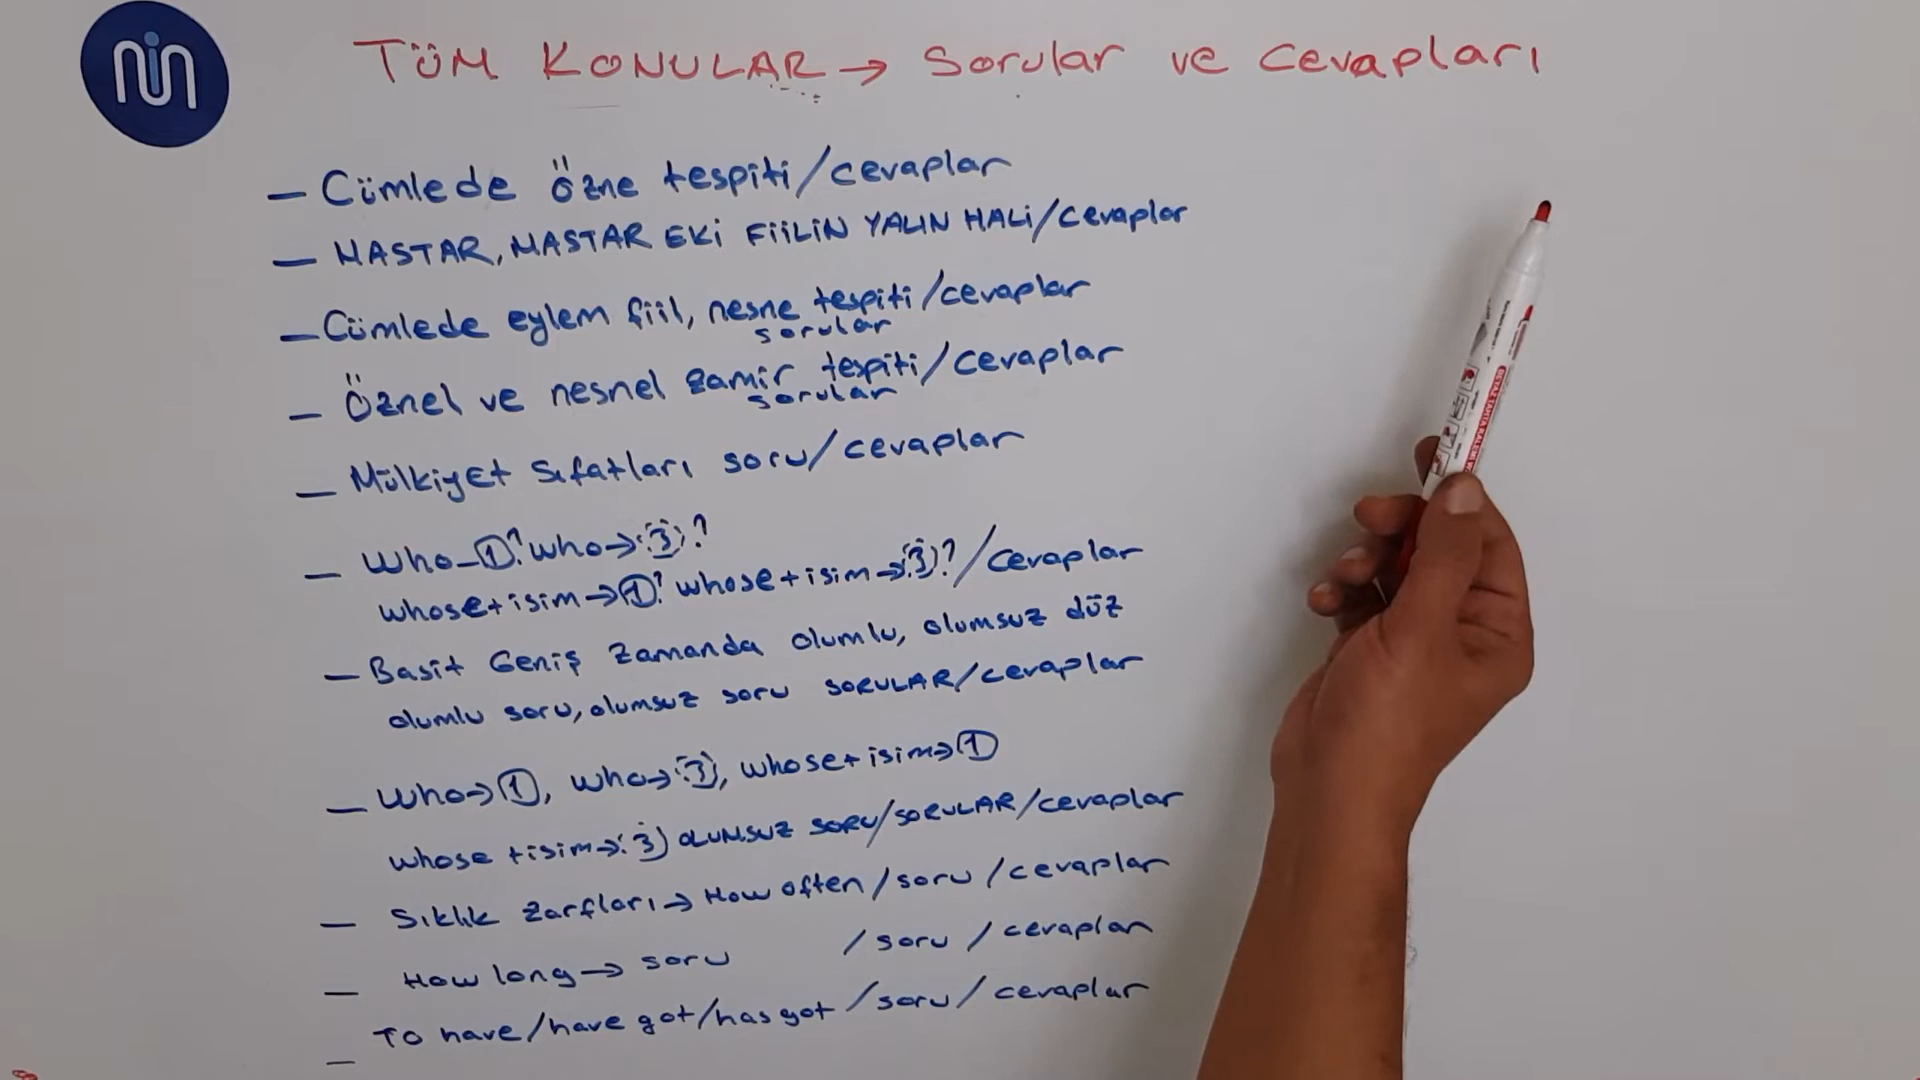 TÜM KONULAR → Sorular ve Cevapları
— Cümlede Özne tespiti/cevaplar
— MASTAR, MASTAR EKİ FİİLİN YALIN HALİ/cevaplar
— Cümlede eylem fiil, nesne tespiti/cevaplar
sorular
— Öznel ve nesnel zamir tespiti/cevaplar
sorular
— Mülkiyet sıfatları soru/cevaplar
— Who→①? who→③?
whose+isim→①? whose+isim→③?/cevaplar
— Basit Geniş Zamanda olumlu, olumsuz düz
olumlu soru, olumsuz soru SORULAR/cevaplar
— Who→①, who→③, whose+isim→①
whose+isim→③ OLUMSUZ SORU/SORULAR/cevaplar
— Sıklık Zarfları→How often/soru/cevaplar
— How long→soru /soru/cevaplar
— To have/have got/has got/soru/cevaplar